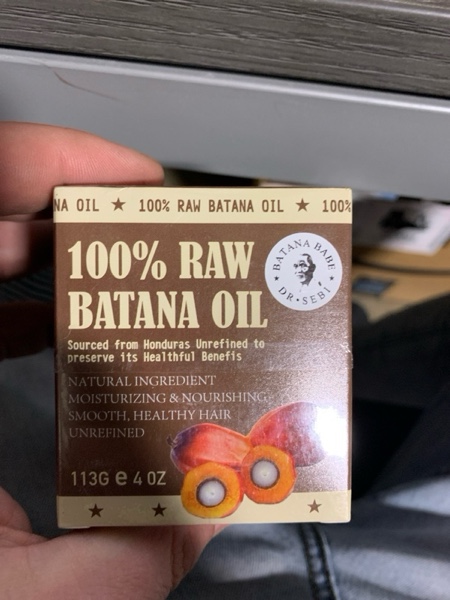 NA OIL ★ 100% RAW BATANA OIL ★ 100%
100% RAW
BATANA OIL
BATANA BABE
DR•SEBI
Sourced from Honduras Unrefined to
preserve its Healthful Benefis
NATURAL INGREDIENT
MOISTURIZING & NOURISHING
SMOOTH, HEALTHY HAIR
UNREFINED
113G e 4 OZ